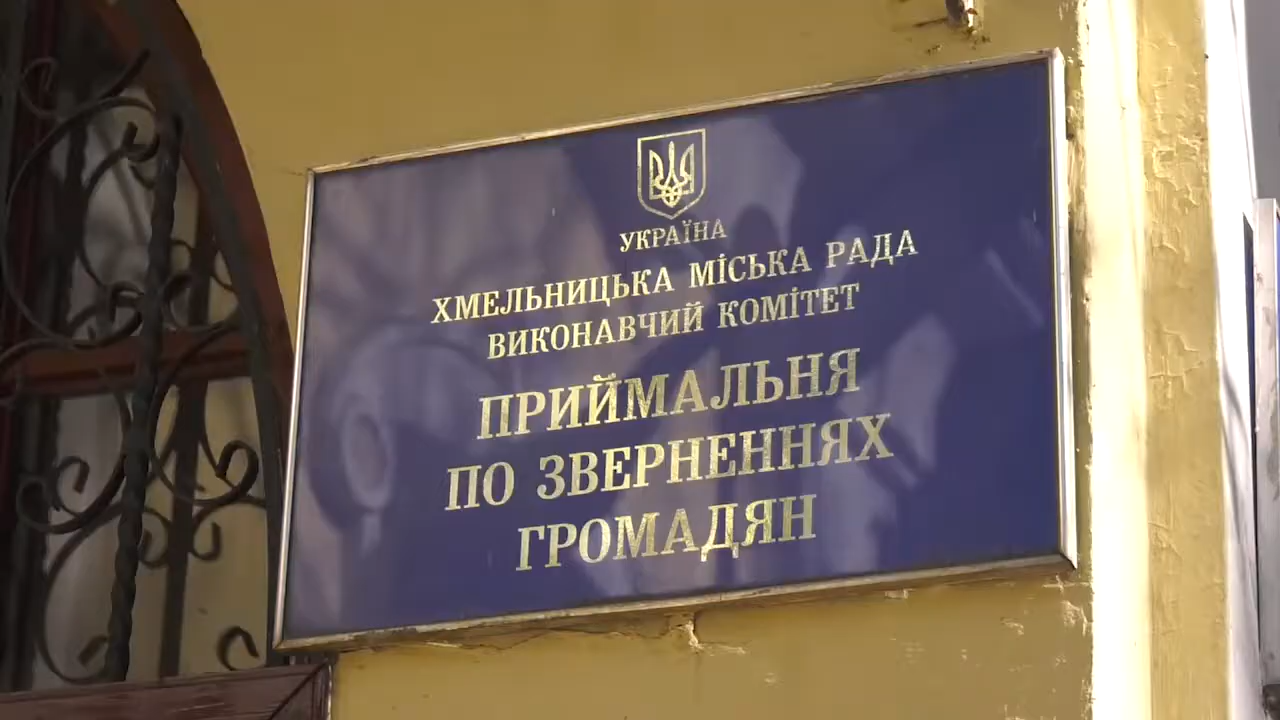 УКРАЇНА
ХМЕЛЬНИЦЬКА МіСЬКА РАДА
ВИКОНАВЧИЙ КОМіТЕТ
ПРИЙМАЛЬНЯ
ПО ЗВЕРНЕННЯХ
ГРОМАДЯН